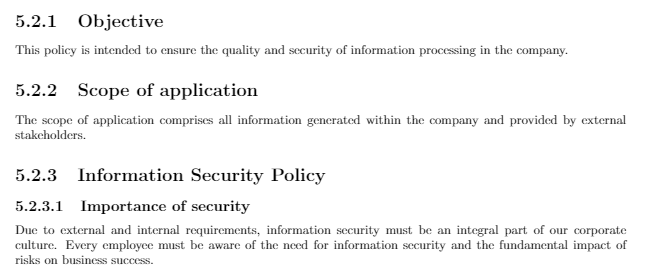 5.2.1 Objective
This policy is intended to ensure the quality and security of information processing in the company.
5.2.2 Scope of application
The scope of application comprises all information generated within the company and provided by external
stakeholders.
5.2.3 Information Security Policy
5.2.3.1 Importance of security
Due to external and internal requirements, information security must be an integral part of our corporate
culture. Every employee must be aware of the need for information security and the fundamental impact of
risks on business success.